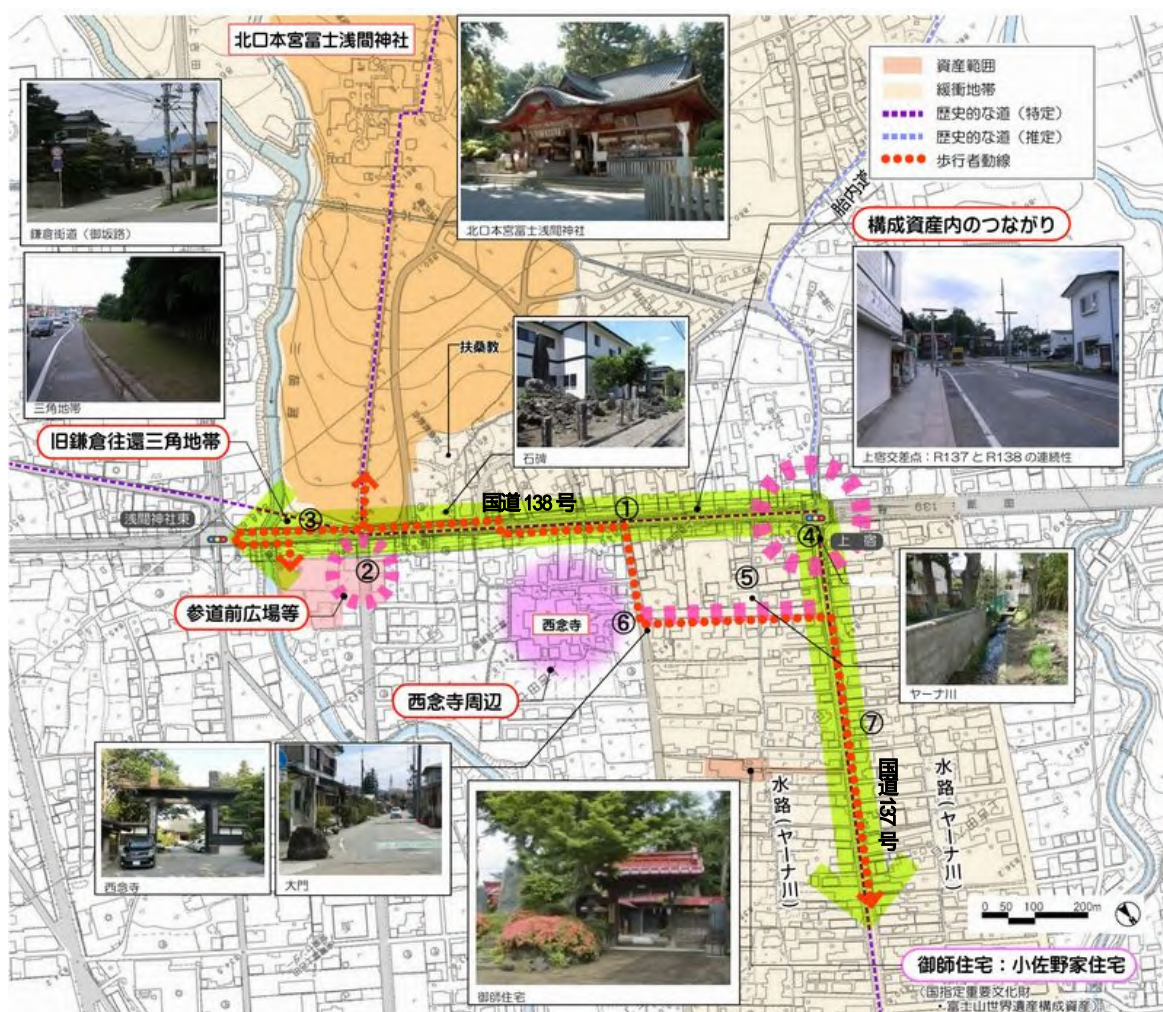 北口本宮冨士浅間神社
資産範囲
緩衝地帯
歴史的な道（特定）
歴史的な道（推定）
歩行者動線
鎌倉街道（御坂路）
北口本宮冨士浅間神社
胎内道
構成資産内のつながり
三角地帯
扶桑教
石碑
上宿交差点：R137とR138の連続性
旧鎌倉往還三角地帯
国道138号
①
浅間神社東
③
④
上宿
②
⑤
参道前広場等
西念寺
⑥
ヤーナ川
西念寺周辺
⑦
国道137号
水路（ヤーナ川）
水路（ヤーナ川）
西念寺
大門
御師住宅
0 50 100 200m
御師住宅：小佐野家住宅
（国指定重要文化財
・富士山世界遺産構成資産）